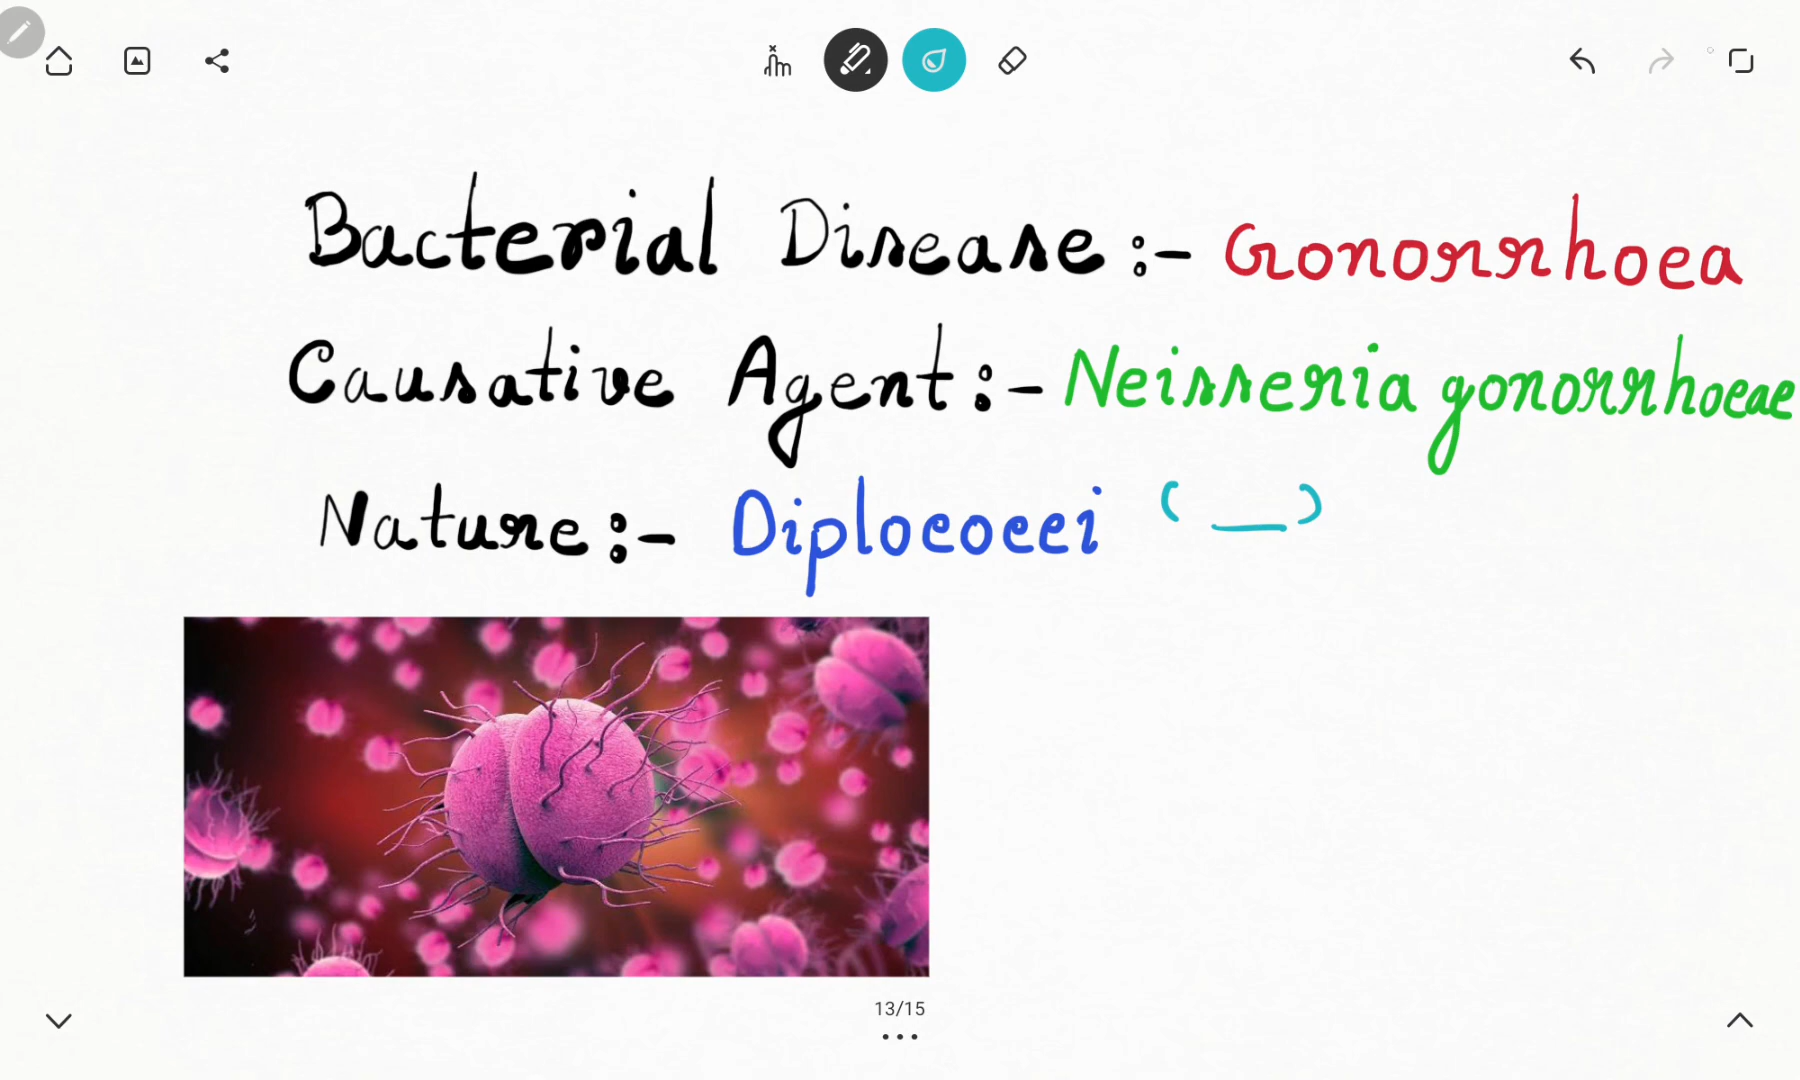 Bacterial Disease :- Gonorrhoea
Causative Agent :- Neisseria gonorrhoeae
Nature :- Diplococci (_)
13/15